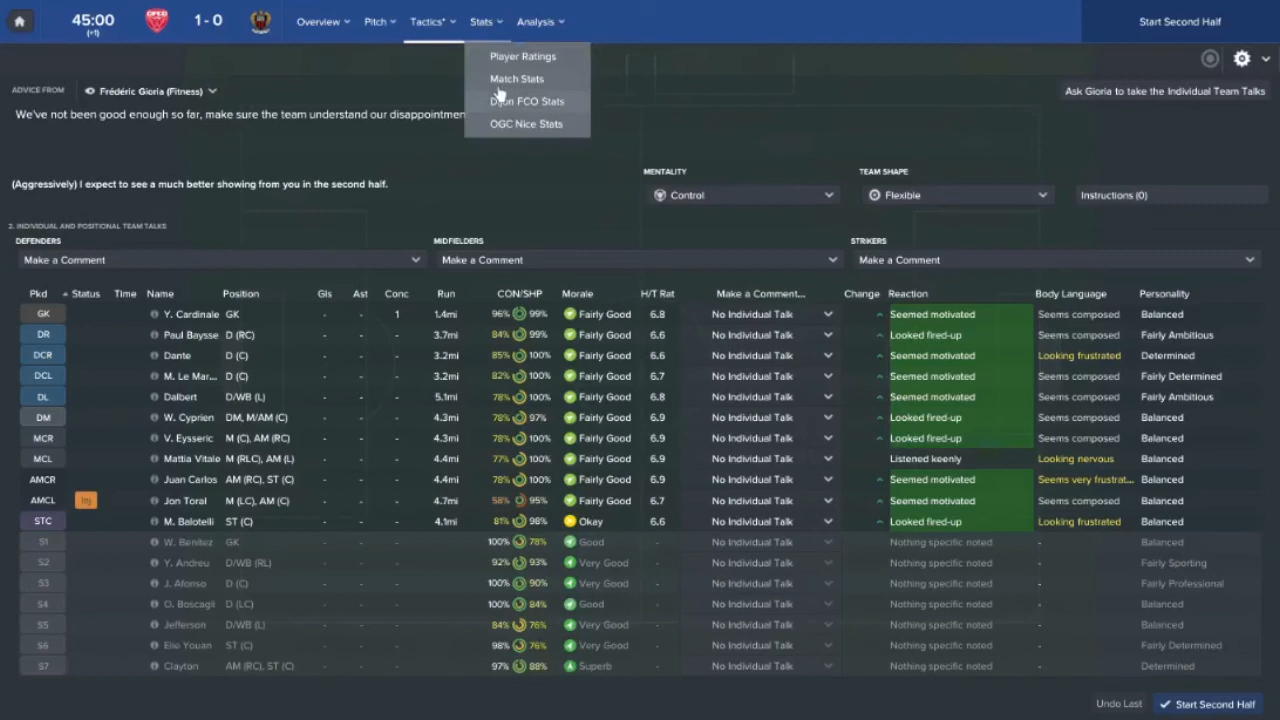 45:00 1 - 0 Overview Pitch Tactics* Stats Analysis Start Second Half
(+1)
Player Ratings
Match Stats
Dijon FCO Stats
OGC Nice Stats
ADVICE FROM Frédéric Gioria (Fitness) Ask Gioria to take the Individual Team Talks
We've not been good enough so far, make sure the team understand our disappointmen
MENTALITY TEAM SHAPE
(Aggressively) I expect to see a much better showing from you in the second half.
Control Flexible Instructions (0)
2. INDIVIDUAL AND POSITIONAL TEAM TALKS
DEFENDERS MIDFIELDERS STRIKERS
Make a Comment Make a Comment Make a Comment
Pkd Status Time Name Position Gls Ast Conc Run CON/SHP Morale H/T Rat Make a Comment... Change Reaction Body Language Personality
GK Y. Cardinale GK - - 1 1.4mi 96% 99% Fairly Good 6.8 No Individual Talk Seemed motivated Seems composed Balanced
DR Paul Baysse D (RC) - - - 3.7mi 84% 99% Fairly Good 6.6 No Individual Talk Looked fired-up Seems composed Fairly Ambitious
DCR Dante D (C) - - - 3.2mi 85% 100% Fairly Good 6.6 No Individual Talk Seemed motivated Looking frustrated Determined
DCL M. Le Mar... D (C) - - - 3.2mi 82% 100% Fairly Good 6.7 No Individual Talk Seemed motivated Seems composed Fairly Determined
DL Dalbert D/WB (L) - - - 5.1mi 78% 100% Fairly Good 6.8 No Individual Talk Seemed motivated Seems composed Fairly Ambitious
DM W. Cyprien DM, M/AM (C) - - - 4.3mi 78% 97% Fairly Good 6.9 No Individual Talk Looked fired-up Seems composed Balanced
MCR V. Eysseric M (C), AM (RC) - - - 4.3mi 78% 100% Fairly Good 6.9 No Individual Talk Looked fired-up Seems composed Balanced
MCL Mattia Vitale M (RLC), AM (L) - - - 4.4mi 77% 100% Fairly Good 6.9 No Individual Talk Listened keenly Looking nervous Balanced
AMCR Juan Carlos AM (RC), ST (C) - - - 4.4mi 78% 100% Fairly Good 6.9 No Individual Talk Seemed motivated Seems very frustrat... Balanced
AMCL Inj Jon Toral M (LC), AM (C) - - - 4.7mi 58% 95% Fairly Good 6.7 No Individual Talk Seemed motivated Seems composed Balanced
STC M. Balotelli ST (C) - - - 4.1mi 81% 98% Okay 6.6 No Individual Talk Looked fired-up Looking frustrated Balanced
S1 W. Benítez GK - - - 100% 78% Good - No Individual Talk Nothing specific noted - Balanced
S2 Y. Andreu D/WB (RL) - - - 92% 93% Very Good - No Individual Talk Nothing specific noted - Fairly Sporting
S3 J. Afonso D (C) - - - 100% 90% Very Good - No Individual Talk Nothing specific noted - Fairly Professional
S4 O. Boscagli D (LC) - - - 100% 84% Good - No Individual Talk Nothing specific noted - Balanced
S5 Jefferson D/WB (L) - - - 84% 76% Very Good - No Individual Talk Nothing specific noted - Balanced
S6 Elie Youan ST (C) - - - 98% 76% Very Good - No Individual Talk Nothing specific noted - Fairly Determined
S7 Clayton AM (RC), ST (C) - - - 97% 88% Superb - No Individual Talk Nothing specific noted - Determined
Undo Last Start Second Half